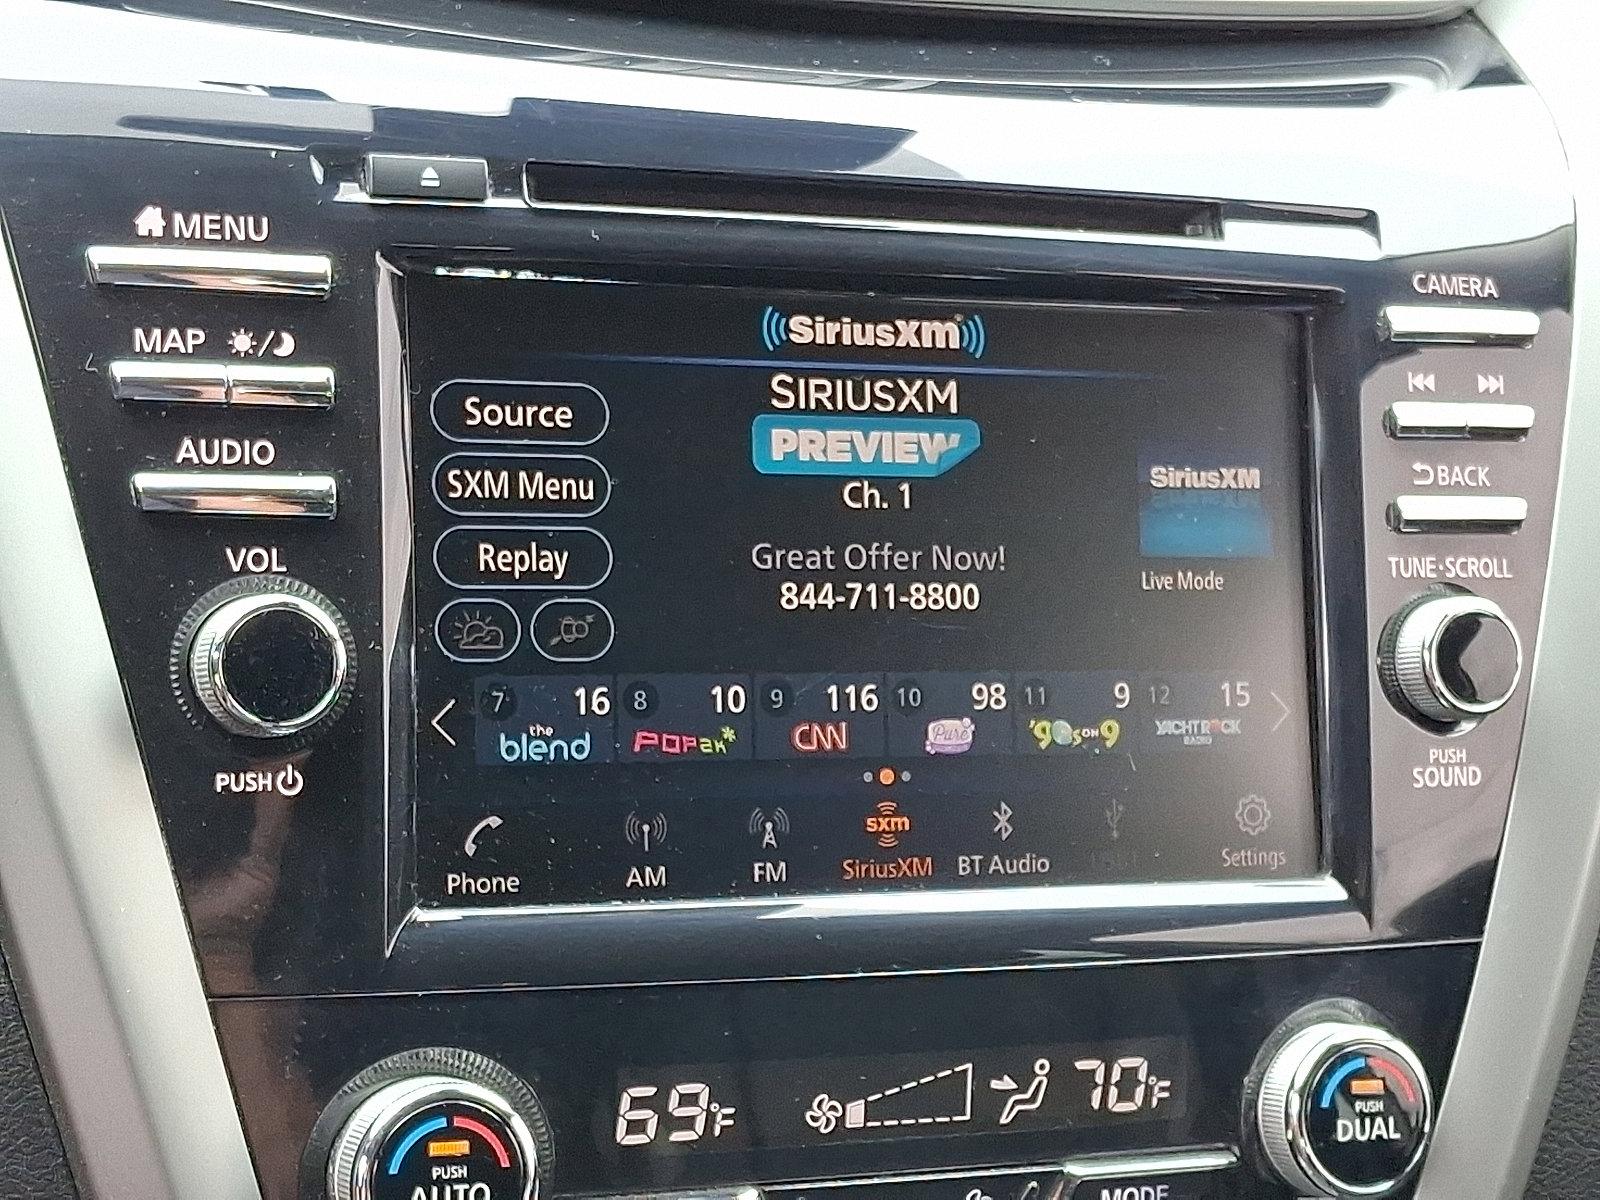 MENU
MAP
AUDIO
VOL
PUSH
CAMERA
BACK
TUNE·SCROLL
PUSH
SOUND
SiriusXM
SIRIUSXM
PREVIEW
Ch. 1
Great Offer Now!
844-711-8800
Source
SXM Menu
Replay
SiriusXM
Live Mode
7 16 8 10 9 116 10 98 11 9 12 15
the
blend
POP2K*
CNN
Pure
'90s ON 9
YACHT ROCK
RADIO
Phone
AM
FM
sxm
SiriusXM
BT Audio
Settings
69°F
70°F
PUSH
AUTO
PUSH
DUAL
MODE